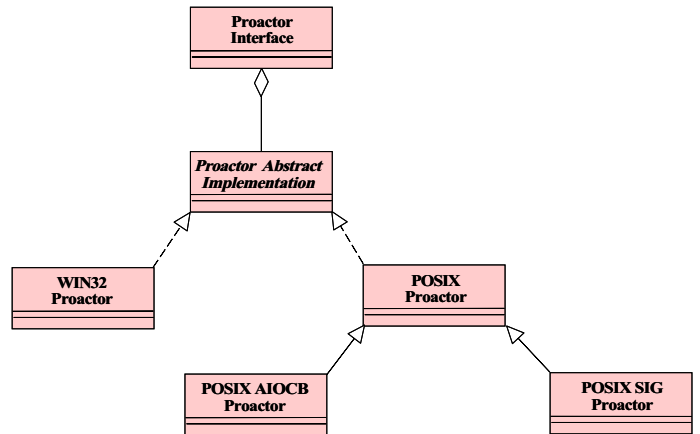 Proactor
Interface
Proactor Abstract
Implementation
WIN32
Proactor
POSIX
Proactor
POSIX AIOCB
Proactor
POSIX SIG
Proactor